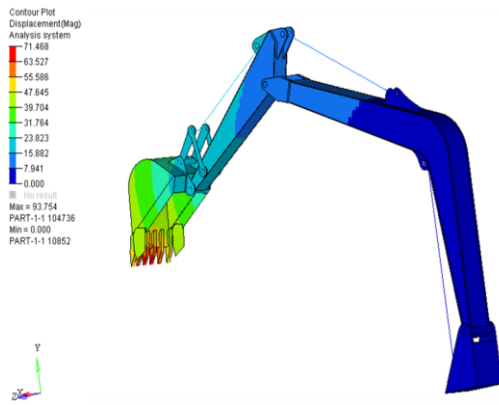 Contour Plot
Displacement(Mag)
Analysis system
71.468
63.527
55.586
47.645
39.704
31.764
23.823
15.882
7.941
0.000
No result
Max = 93.754
PART-1-1 104736
Min = 0.000
PART-1-1 10852
Y
Z X